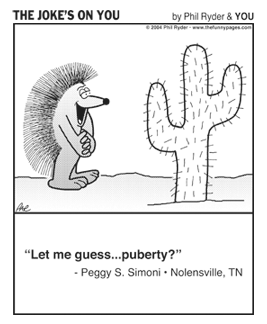 THE JOKE'S ON YOU by Phil Ryder & YOU
© 2004 Phil Ryder • www.thefunnypages.com
"Let me guess...puberty?"
- Peggy S. Simoni • Nolensville, TN